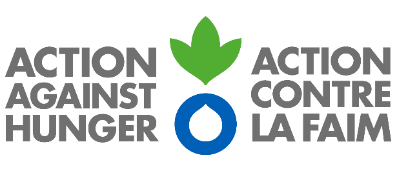 ACTION
AGAINST
HUNGER
ACTION
CONTRE
LA FAIM